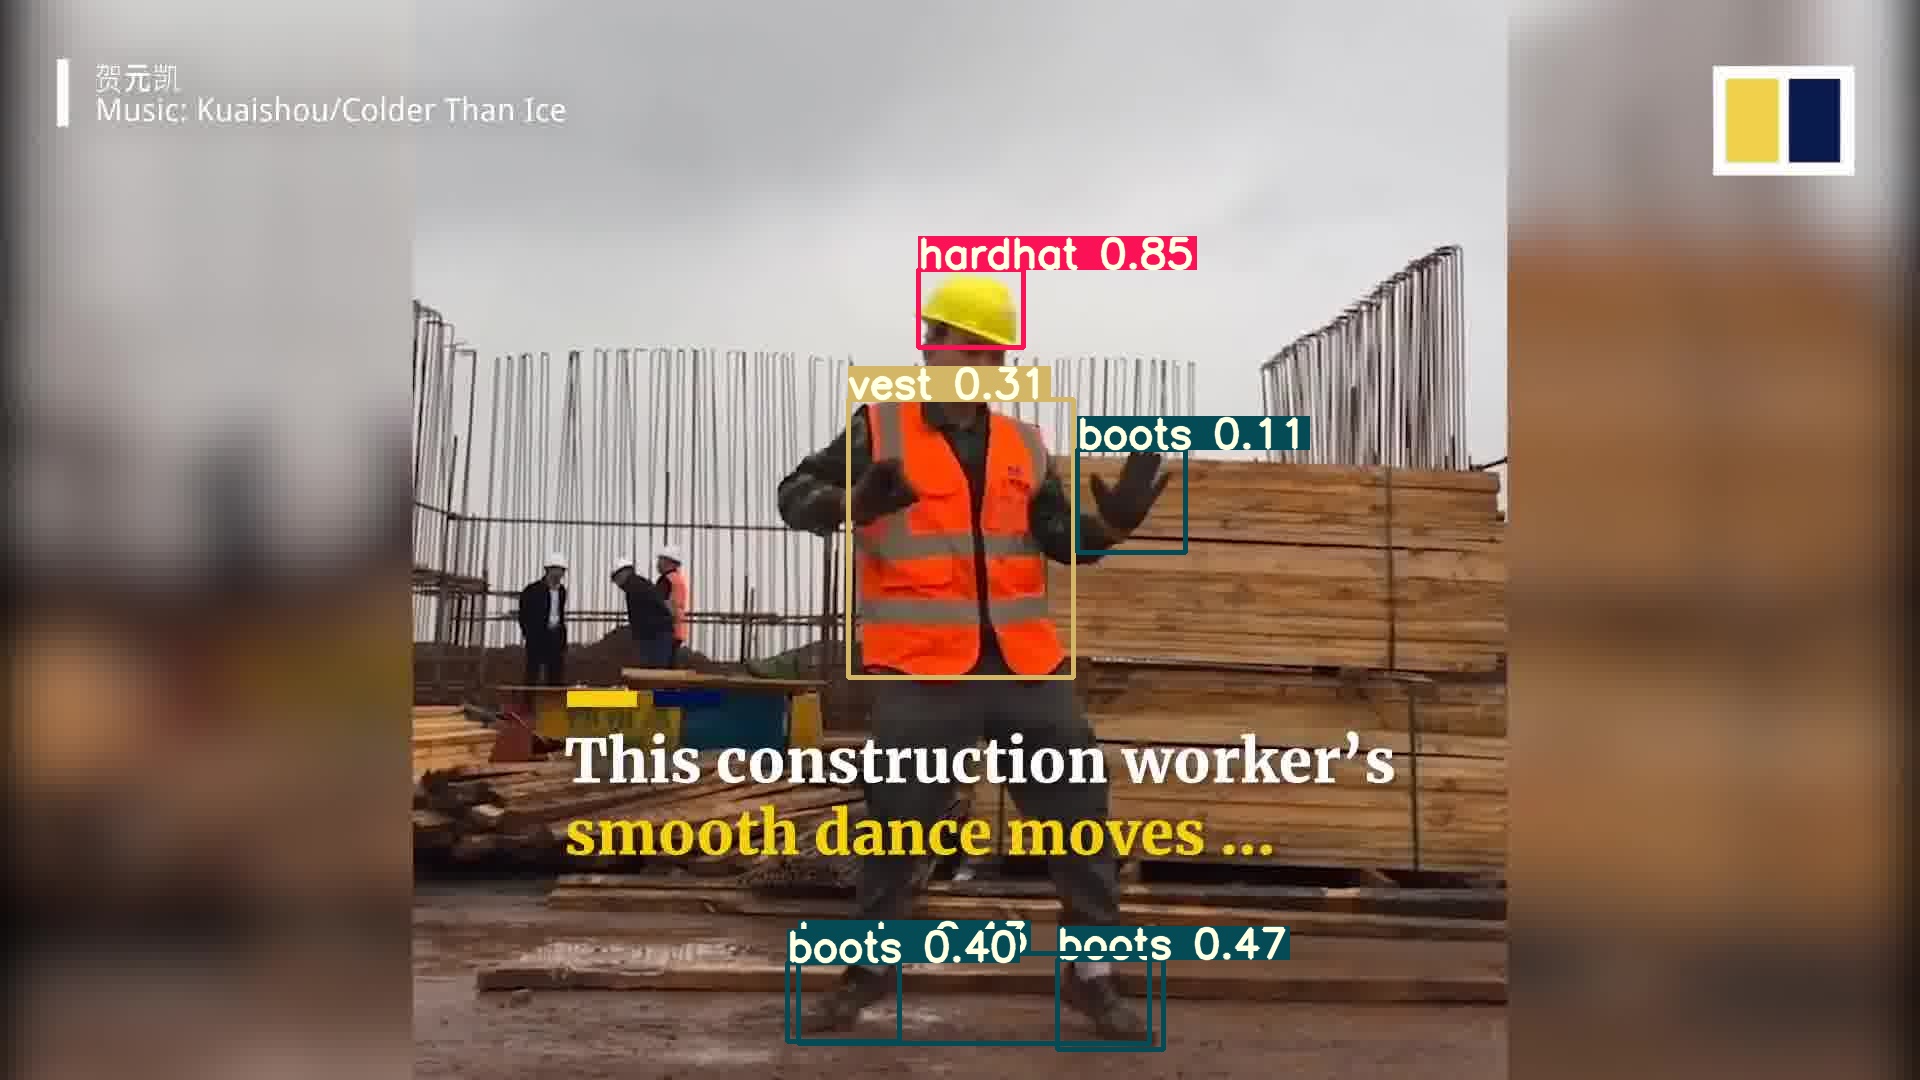 贺元凯
Music: Kuaishou/Colder Than Ice
hardhat 0.85
vest 0.31
boots 0.11
This construction worker’s
smooth dance moves ...
boots 0.40
boots 0.47